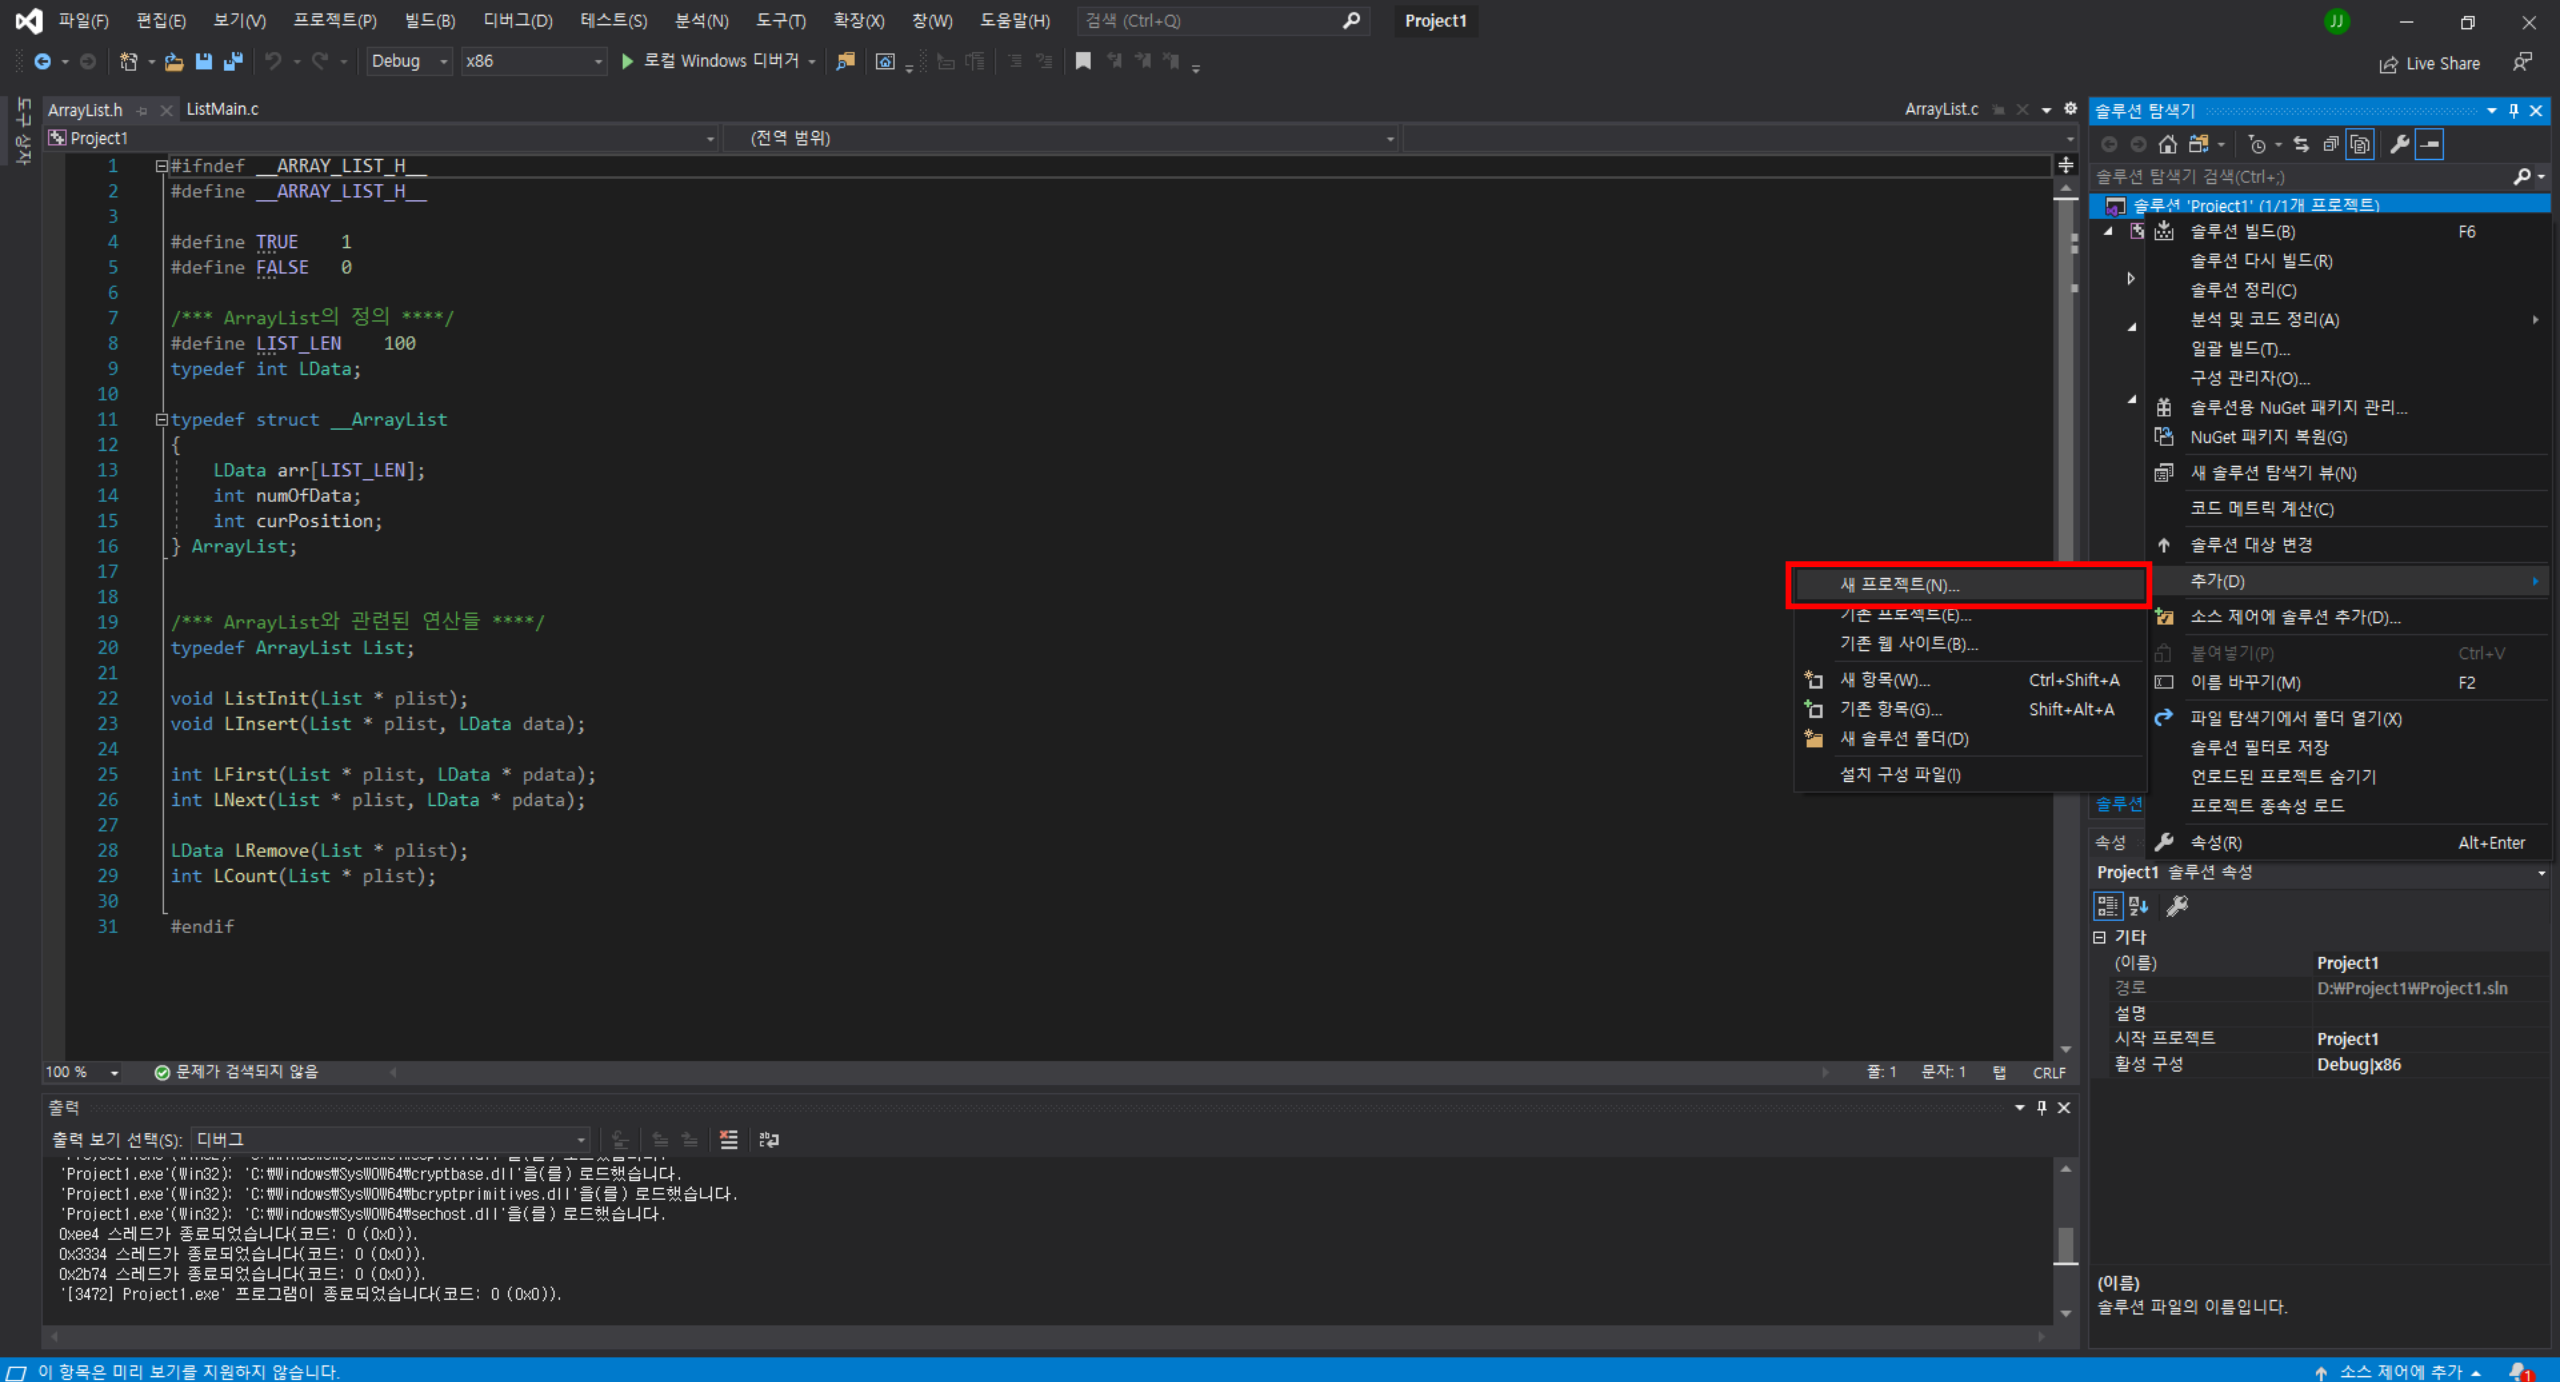 파일(F) 편집(E) 보기(V) 프로젝트(P) 빌드(B) 디버그(D) 테스트(S) 분석(N) 도구(T) 확장(X) 창(W) 도움말(H) 검색 (Ctrl+Q) Project1 JJ
Debug x86 로컬 Windows 디버거 Live Share
도구 상자
ArrayList.h ListMain.c ArrayList.c
Project1 (전역 범위)
1 #ifndef __ARRAY_LIST_H__
2 #define __ARRAY_LIST_H__
3
4 #define TRUE 1
5 #define FALSE 0
6
7 /*** ArrayList의 정의 ****/
8 #define LIST_LEN 100
9 typedef int LData;
10
11 typedef struct __ArrayList
12 {
13 LData arr[LIST_LEN];
14 int numOfData;
15 int curPosition;
16 } ArrayList;
17
18
19 /*** ArrayList와 관련된 연산들 ****/
20 typedef ArrayList List;
21
22 void ListInit(List * plist);
23 void LInsert(List * plist, LData data);
24
25 int LFirst(List * plist, LData * pdata);
26 int LNext(List * plist, LData * pdata);
27
28 LData LRemove(List * plist);
29 int LCount(List * plist);
30
31 #endif
100 % 문제가 검색되지 않음 줄: 1 문자: 1 탭 CRLF
출력
출력 보기 선택(S): 디버그
'Project1.exe'(Win32): 'C:₩Windows₩SysWOW64₩cryptbase.dll'을(를) 로드했습니다.
'Project1.exe'(Win32): 'C:₩Windows₩SysWOW64₩bcryptprimitives.dll'을(를) 로드했습니다.
'Project1.exe'(Win32): 'C:₩Windows₩SysWOW64₩sechost.dll'을(를) 로드했습니다.
0xee4 스레드가 종료되었습니다(코드: 0 (0x0)).
0x3334 스레드가 종료되었습니다(코드: 0 (0x0)).
0x2b74 스레드가 종료되었습니다(코드: 0 (0x0)).
'[3472] Project1.exe' 프로그램이 종료되었습니다(코드: 0 (0x0)).
솔루션 탐색기
솔루션 탐색기 검색(Ctrl+;)
솔루션 'Project1' (1/1개 프로젝트)
솔루션 빌드(B) F6
솔루션 다시 빌드(R)
솔루션 정리(C)
분석 및 코드 정리(A)
일괄 빌드(T)...
구성 관리자(O)...
솔루션용 NuGet 패키지 관리...
NuGet 패키지 복원(G)
새 솔루션 탐색기 뷰(N)
코드 메트릭 계산(C)
솔루션 대상 변경
추가(D)
소스 제어에 솔루션 추가(D)...
붙여넣기(P) Ctrl+V
이름 바꾸기(M) F2
파일 탐색기에서 폴더 열기(X)
솔루션 필터로 저장
언로드된 프로젝트 숨기기
프로젝트 종속성 로드
속성(R) Alt+Enter
새 프로젝트(N)...
기존 프로젝트(E)...
기존 웹 사이트(B)...
새 항목(W)... Ctrl+Shift+A
기존 항목(G)... Shift+Alt+A
새 솔루션 폴더(D)
설치 구성 파일(I)
솔루션
속성
Project1 솔루션 속성
기타
(이름) Project1
경로 D:₩Project1₩Project1.sln
설명
시작 프로젝트 Project1
활성 구성 Debug|x86
(이름)
솔루션 파일의 이름입니다.
이 항목은 미리 보기를 지원하지 않습니다. 소스 제어에 추가 1